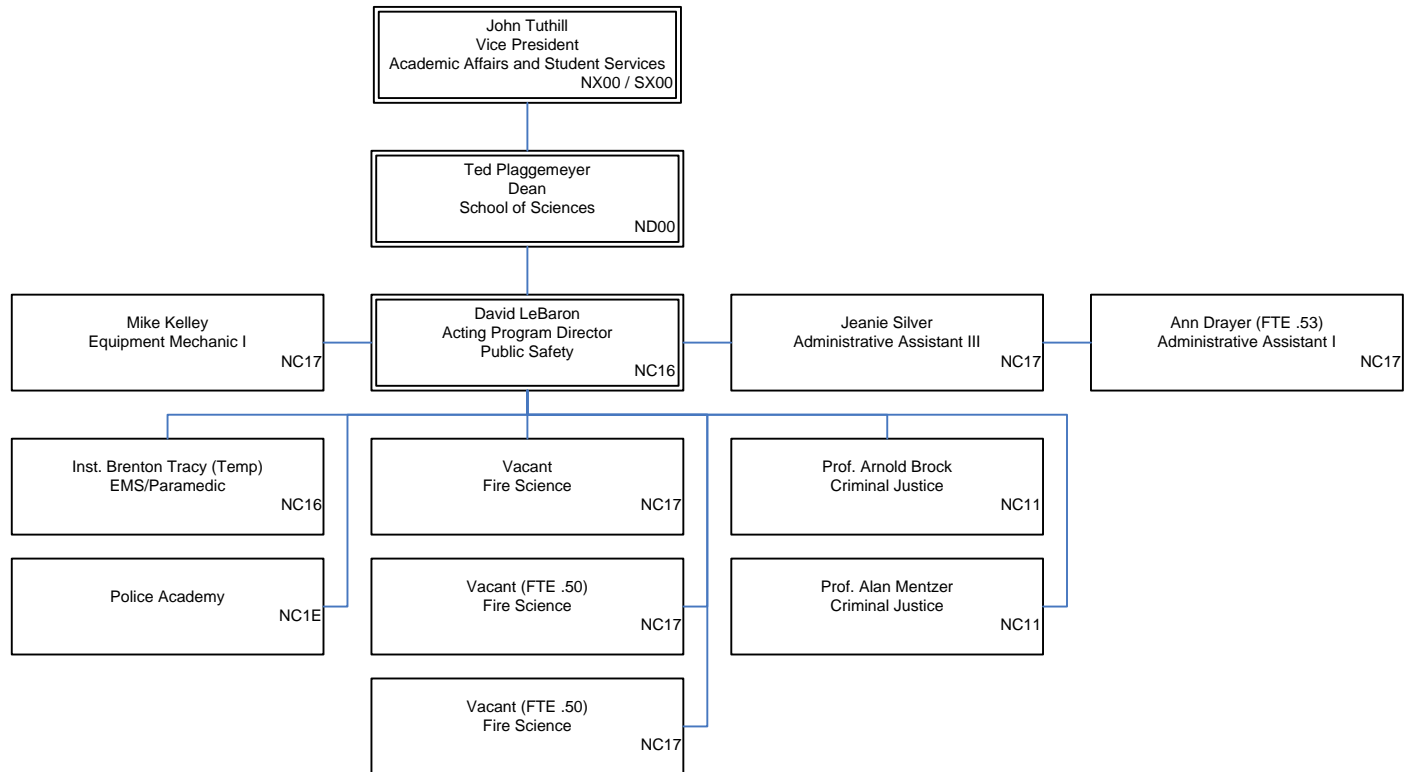 John Tuthill
Vice President
Academic Affairs and Student Services
NX00 / SX00
Ted Plaggemeyer
Dean
School of Sciences
ND00
Mike Kelley
Equipment Mechanic I
NC17
David LeBaron
Acting Program Director
Public Safety
NC16
Jeanie Silver
Administrative Assistant III
NC17
Ann Drayer (FTE .53)
Administrative Assistant I
NC17
Inst. Brenton Tracy (Temp)
EMS/Paramedic
NC16
Vacant
Fire Science
NC17
Prof. Arnold Brock
Criminal Justice
NC11
Police Academy
NC1E
Vacant (FTE .50)
Fire Science
NC17
Prof. Alan Mentzer
Criminal Justice
NC11
Vacant (FTE .50)
Fire Science
NC17